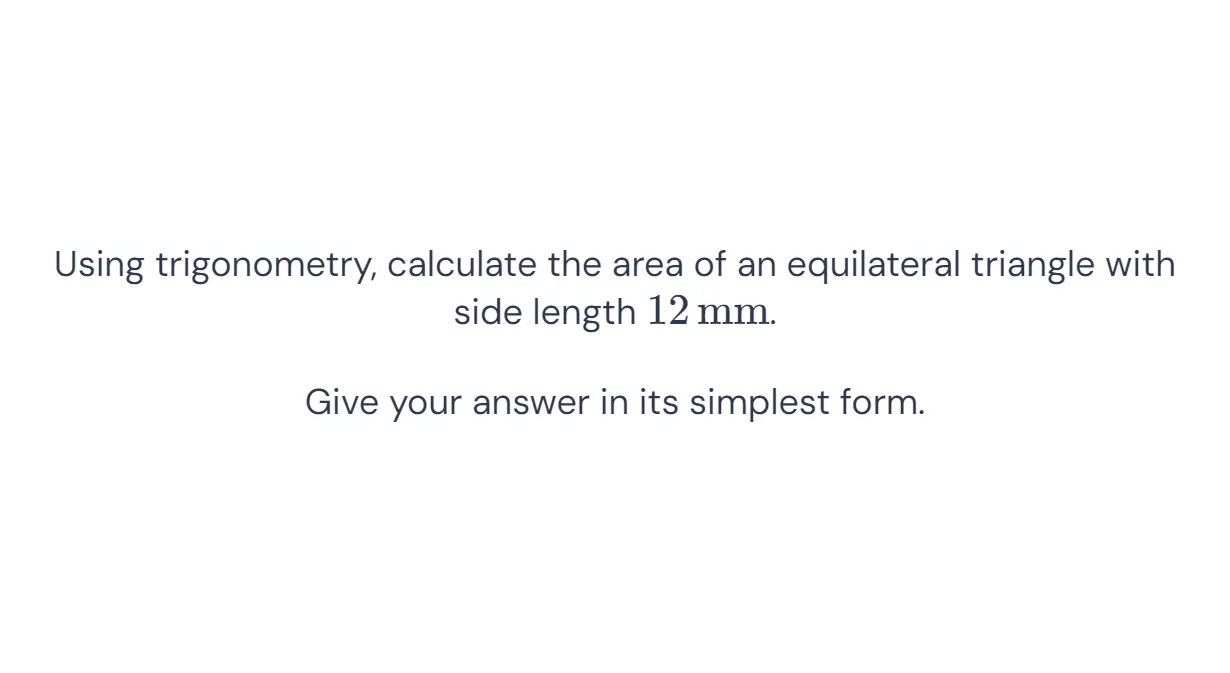 Using trigonometry, calculate the area of an equilateral triangle with
side length 12 mm.
Give your answer in its simplest form.